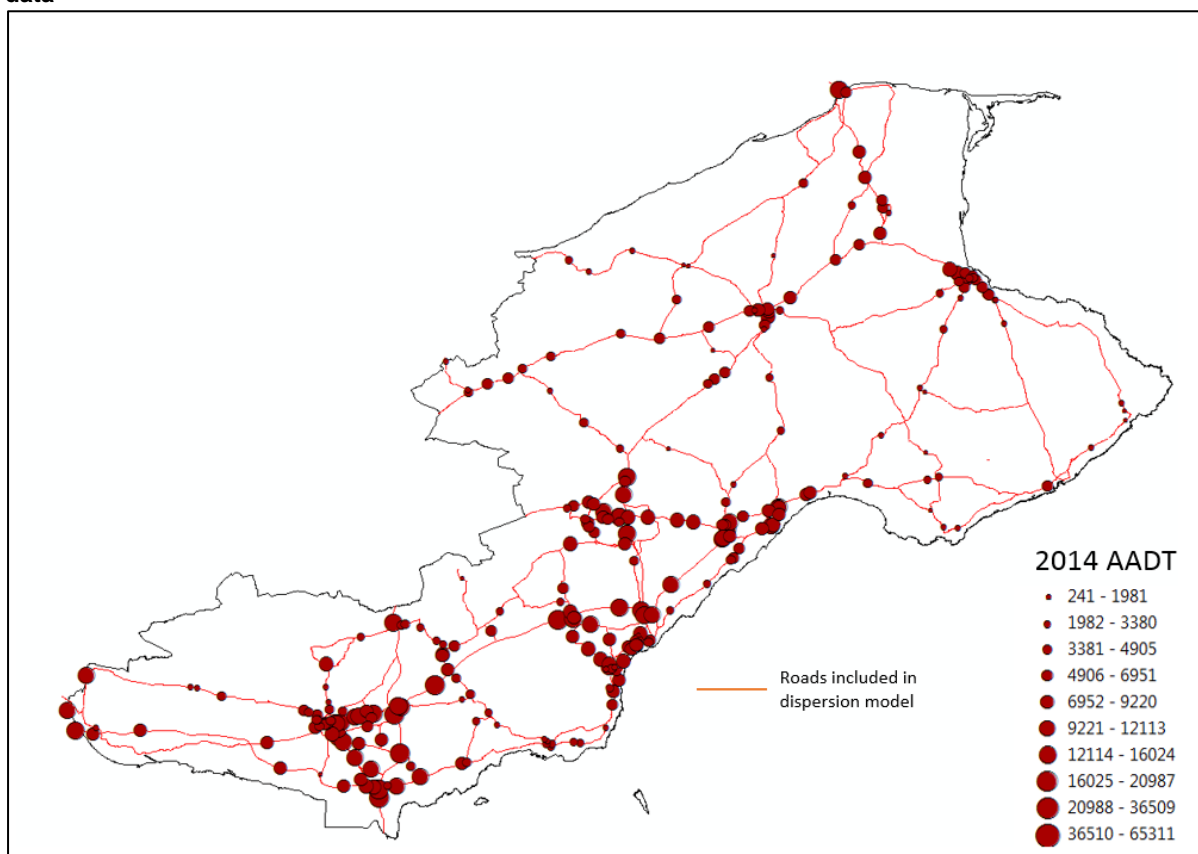 data
Roads included in
dispersion model
2014 AADT
241 - 1981
1982 - 3380
3381 - 4905
4906 - 6951
6952 - 9220
9221 - 12113
12114 - 16024
16025 - 20987
20988 - 36509
36510 - 65311